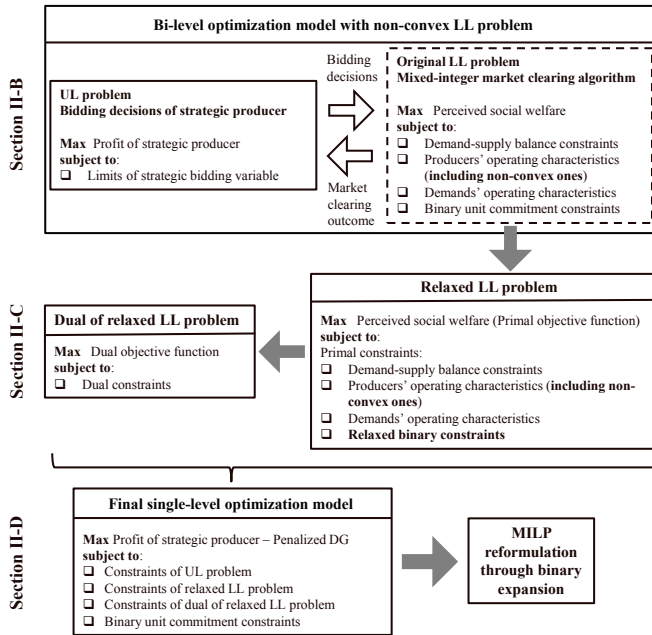 Section II-B
Bi-level optimization model with non-convex LL problem
UL problem
Bidding decisions of strategic producer
Max Profit of strategic producer
subject to:
❑ Limits of strategic bidding variable
Bidding
decisions
Market
clearing
outcome
Original LL problem
Mixed-integer market clearing algorithm
Max Perceived social welfare
subject to:
❑ Demand-supply balance constraints
❑ Producers' operating characteristics
(including non-convex ones)
❑ Demands' operating characteristics
❑ Binary unit commitment constraints
Section II-C
Dual of relaxed LL problem
Max Dual objective function
subject to:
❑ Dual constraints
Relaxed LL problem
Max Perceived social welfare (Primal objective function)
subject to:
Primal constraints:
❑ Demand-supply balance constraints
❑ Producers' operating characteristics (including non-
convex ones)
❑ Demands' operating characteristics
❑ Relaxed binary constraints
Section II-D
Final single-level optimization model
Max Profit of strategic producer – Penalized DG
subject to:
❑ Constraints of UL problem
❑ Constraints of relaxed LL problem
❑ Constraints of dual of relaxed LL problem
❑ Binary unit commitment constraints
MILP
reformulation
through binary
expansion